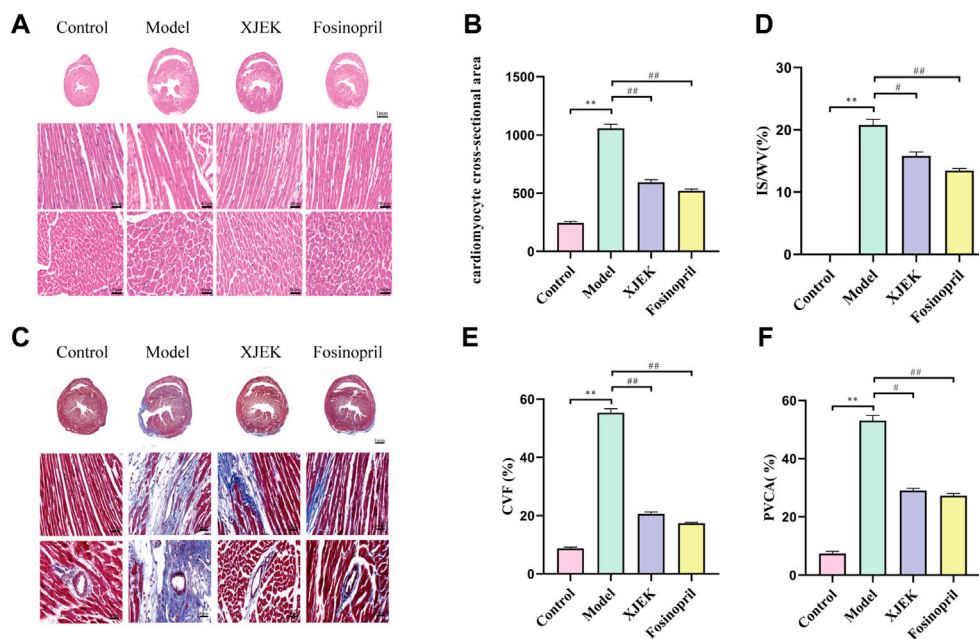 A
Control Model XJEK Fosinopril
1mm
B
cardiomyocyte cross-sectional area
1500
1000
500
0
** ## ##
Control Model XJEK Fosinopril
D
IS/WV(%)
30
20
10
0
** # ##
Control Model XJEK Fosinopril
C
Control Model XJEK Fosinopril
1mm
E
CVF (%)
80
60
40
20
0
** ## ##
Control Model XJEK Fosinopril
F
PVCA( %)
60
40
20
0
** # ##
Control Model XJEK Fosinopril